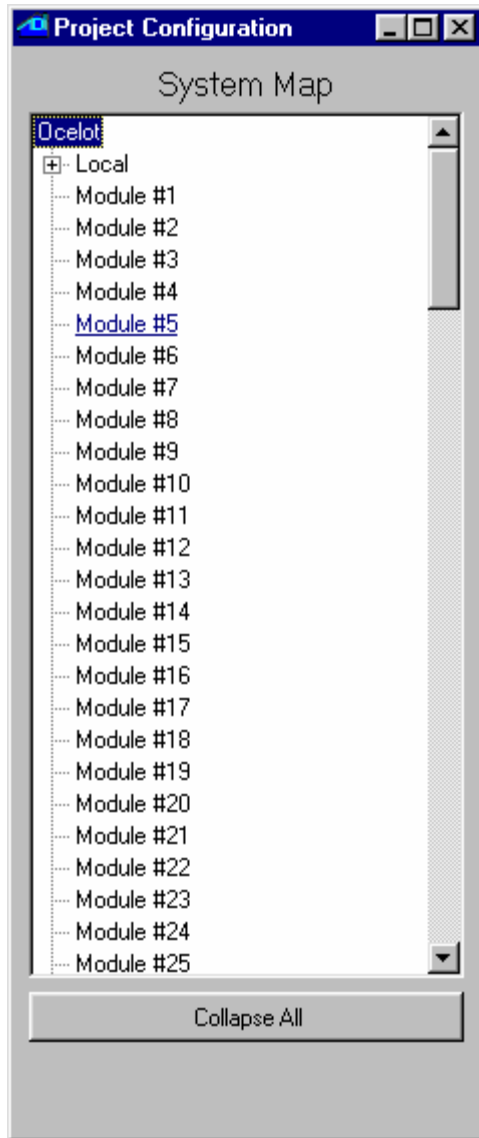 Project Configuration
System Map
Ocelot
Local
Module #1
Module #2
Module #3
Module #4
Module #5
Module #6
Module #7
Module #8
Module #9
Module #10
Module #11
Module #12
Module #13
Module #14
Module #15
Module #16
Module #17
Module #18
Module #19
Module #20
Module #21
Module #22
Module #23
Module #24
Module #25
Collapse All